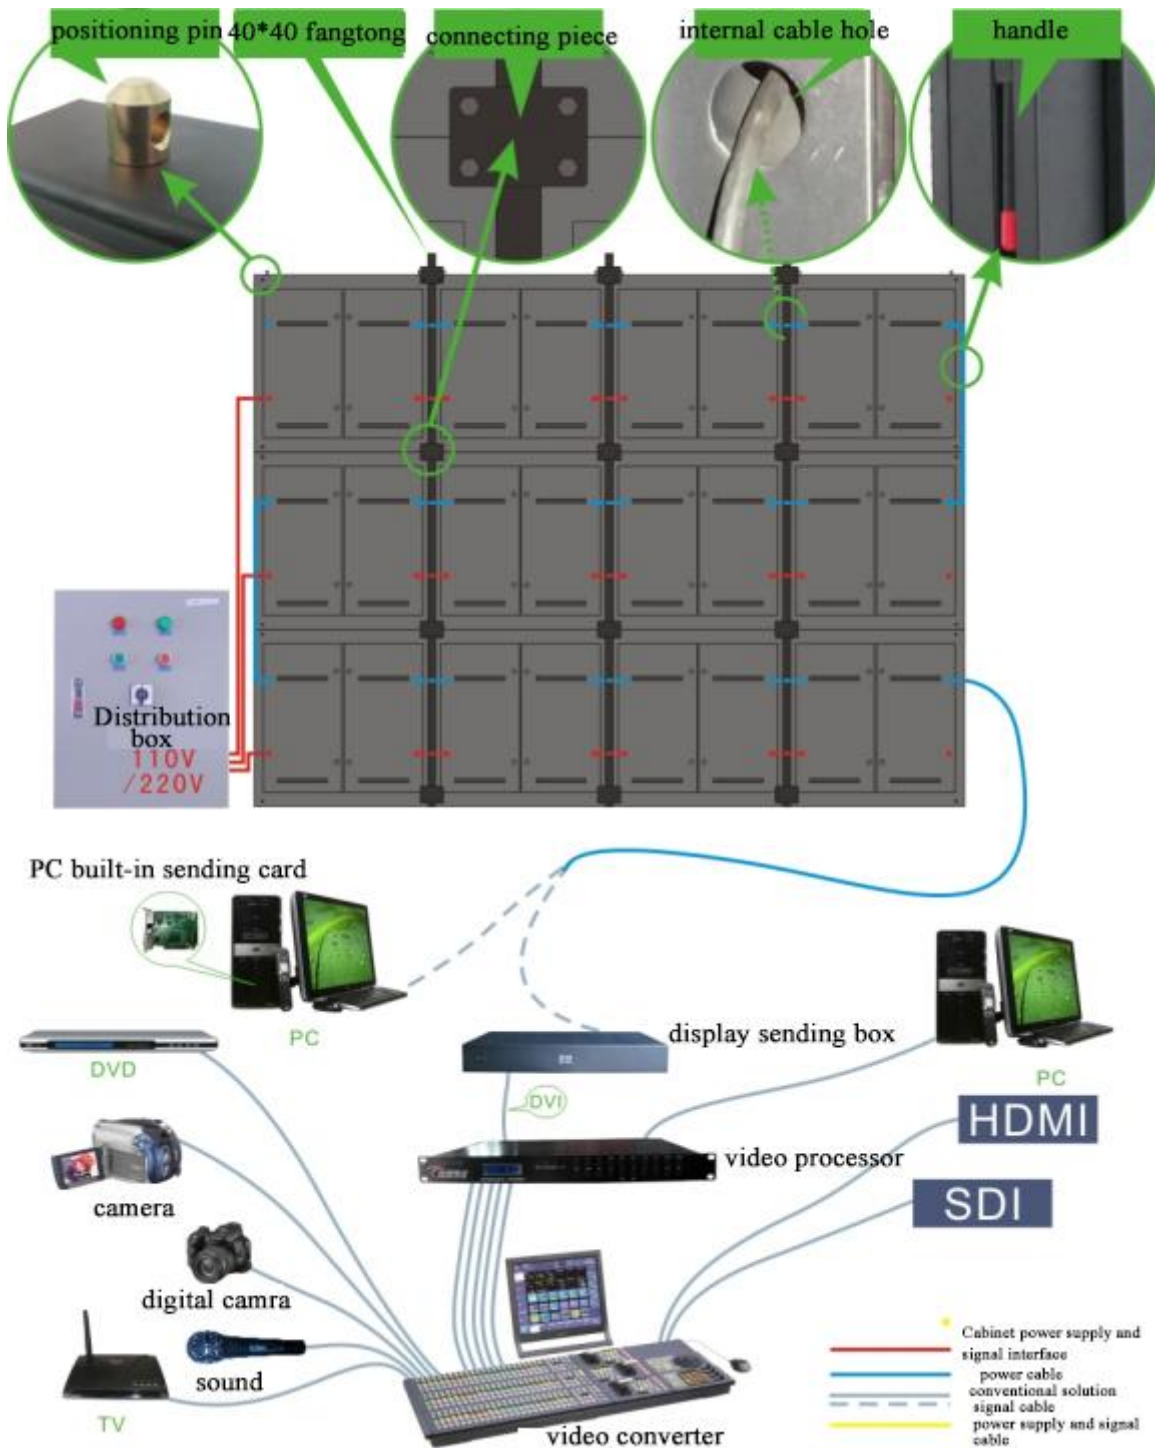 positioning pin
40*40 fangtong
connecting piece
internal cable hole
handle
Distribution
box
110V
/220V
PC built-in sending card
PC
DVD
display sending box
PC
DVI
HDMI
video processor
camera
SDI
digital camra
sound
TV
video converter
Cabinet power supply and
signal interface
power cable
conventional solution
signal cable
power supply and signal
cable